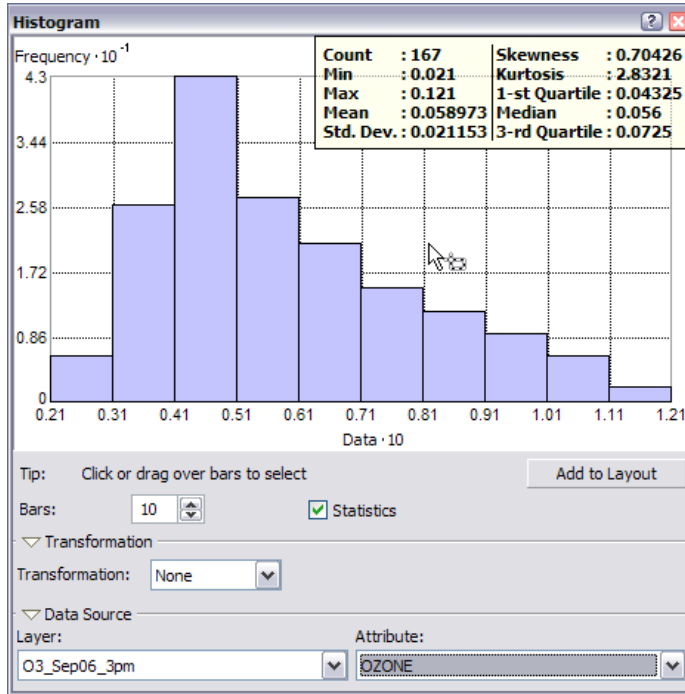 Histogram
Frequency · 10 -1
Count : 167 Skewness : 0.70426
Min : 0.021 Kurtosis : 2.8321
Max : 0.121 1-st Quartile : 0.04325
Mean : 0.058973 Median : 0.056
Std. Dev. : 0.021153 3-rd Quartile : 0.0725
4.3
3.44
2.58
1.72
0.86
0
0.21 0.31 0.41 0.51 0.61 0.71 0.81 0.91 1.01 1.11 1.21
Data · 10
Tip: Click or drag over bars to select Add to Layout
Bars: 10 Statistics
Transformation
Transformation: None
Data Source
Layer: Attribute:
O3_Sep06_3pm OZONE